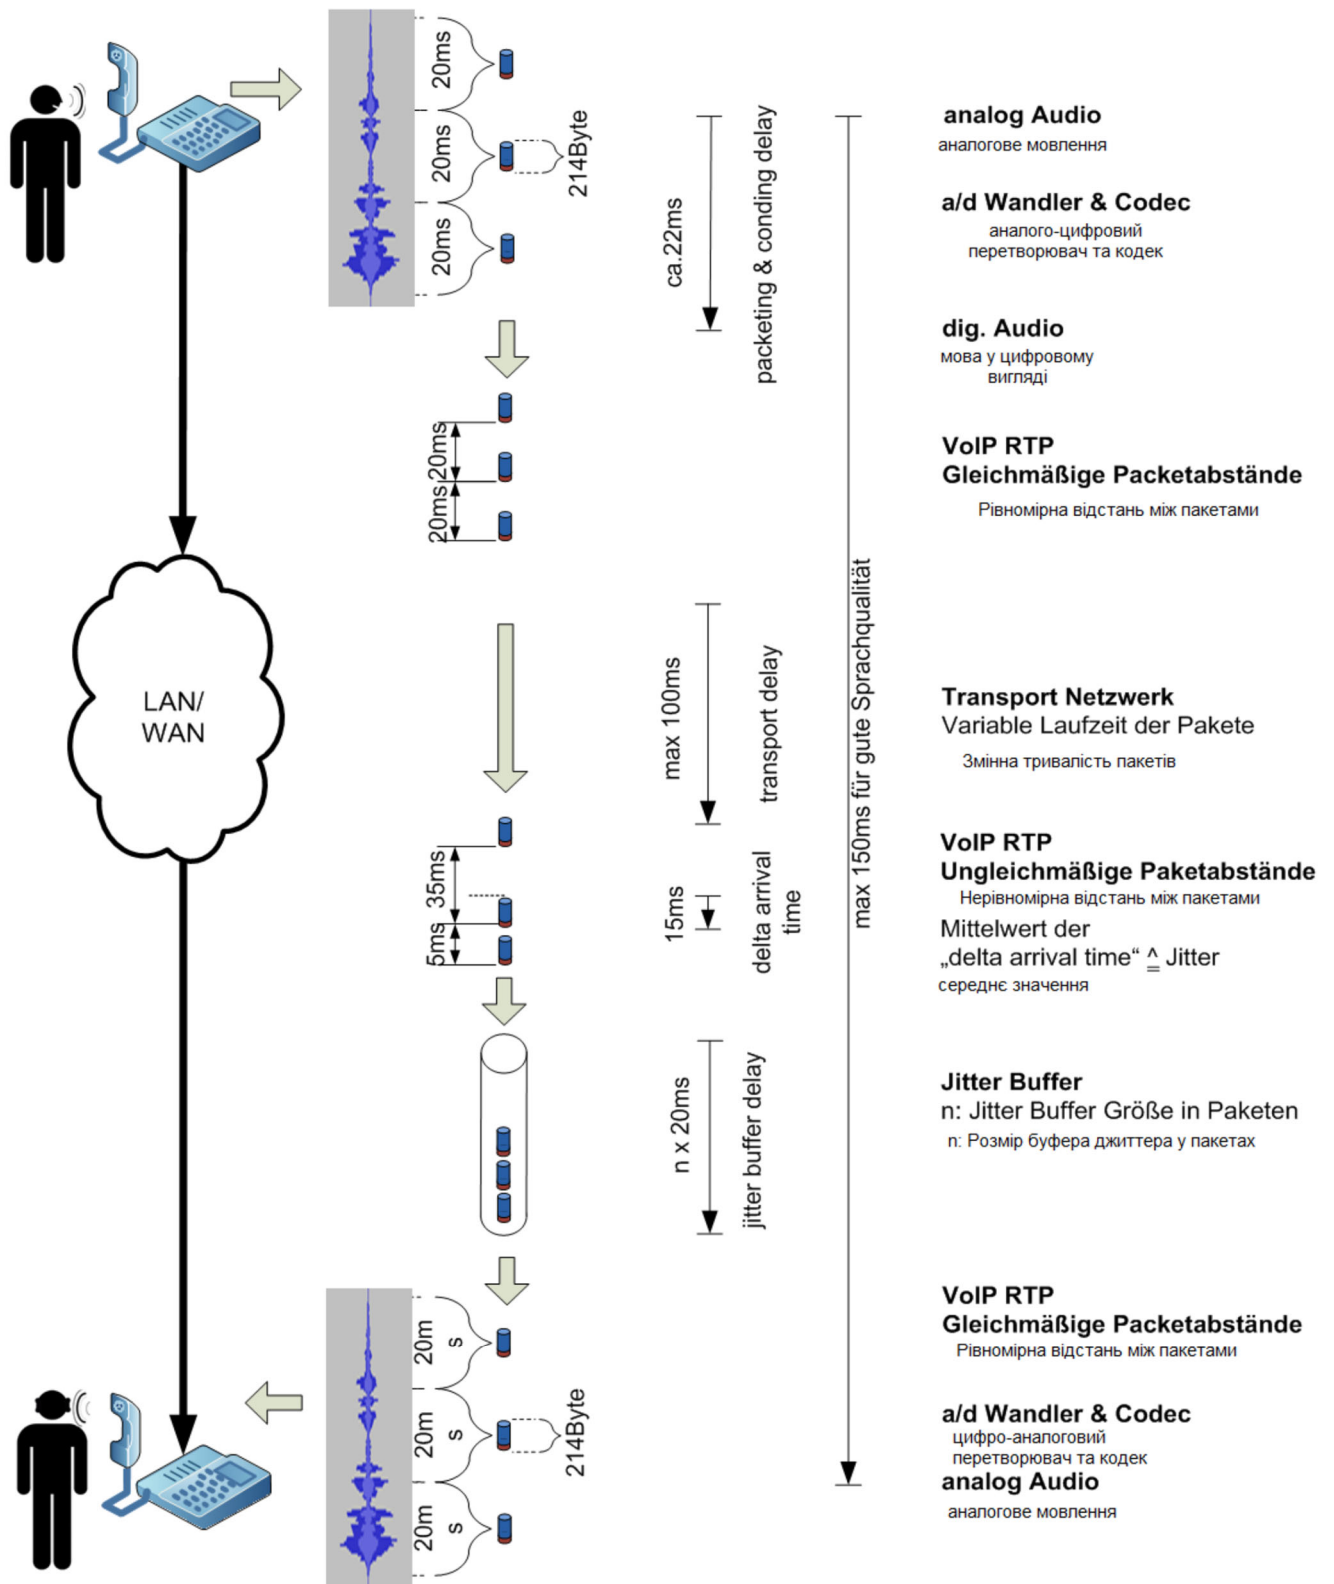 20ms
20ms
214Byte
20ms
ca.22ms
packeting & conding delay
analog Audio
аналогове мовлення
a/d Wandler & Codec
аналого-цифровий
перетворювач та кодек
dig. Audio
мова у цифровому
вигляді
20ms
20ms
VoIP RTP
Gleichmäßige Packetabstände
Рівномірна відстань між пакетами
max 150ms für gute Sprachqualität
LAN/
WAN
max 100ms
transport delay
Transport Netzwerk
Variable Laufzeit der Pakete
Змінна тривалість пакетів
35ms
5ms
15ms
delta arrival
time
VoIP RTP
Ungleichmäßige Paketabstände
Нерівномірна відстань між пакетами
Mittelwert der
„delta arrival time“ ≙ Jitter
середнє значення
n x 20ms
jitter buffer delay
Jitter Buffer
n: Jitter Buffer Größe in Paketen
n: Розмір буфера джиттера у пакетах
20m
s
20m
s
214Byte
20m
s
VoIP RTP
Gleichmäßige Packetabstände
Рівномірна відстань між пакетами
a/d Wandler & Codec
цифро-аналоговий
перетворювач та кодек
analog Audio
аналогове мовлення